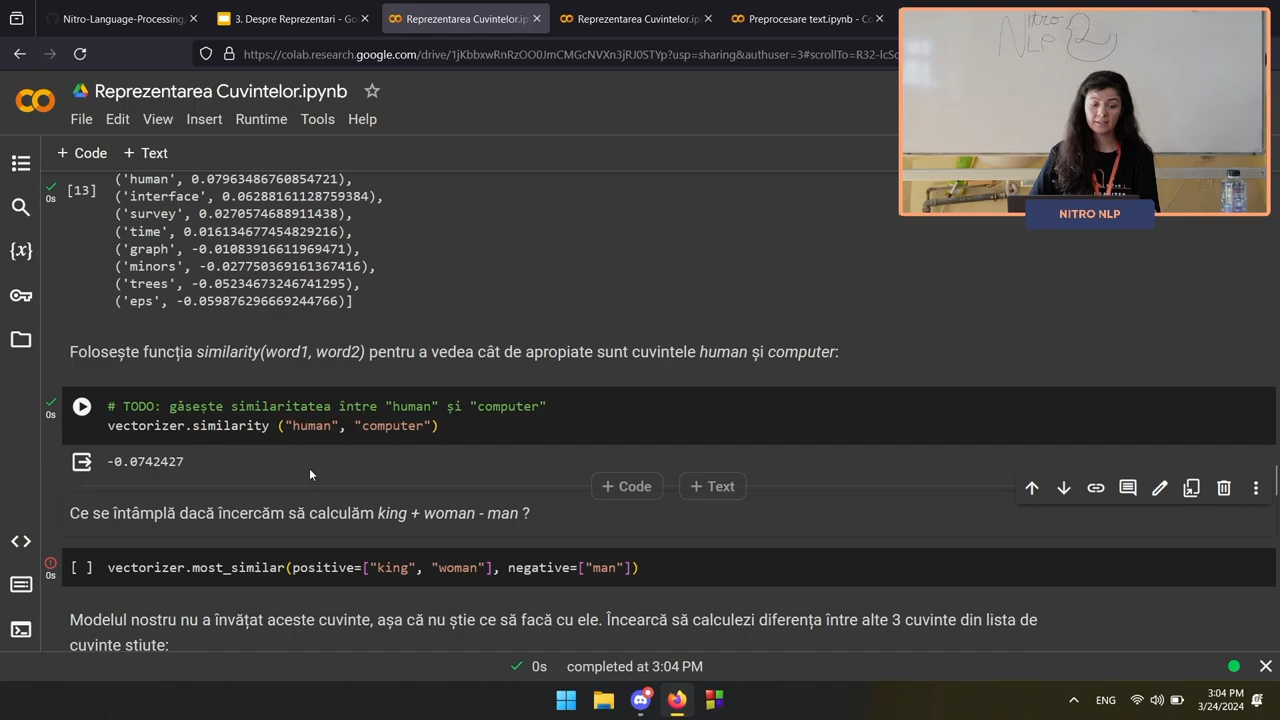 Nitro-Language-Processing,
3. Despre Reprezentari - Go
Reprezentarea Cuvintelor.ip
Reprezentarea Cuvintelor.ip
Preprocesare text.ipynb - Co
https://colab.research.google.com/drive/1jKbbxwRnRzOO0JmCMGcNVXn3jRJ0STYp?usp=sharing&authuser=3#scrollTo=R32-lcSc
Nitro
NLP 2
NITRO NLP
Reprezentarea Cuvintelor.ipynb
File Edit View Insert Runtime Tools Help
+ Code + Text
('human', 0.07963486760854721),
[13] ('interface', 0.06288161128759384),
0s
('survey', 0.0270574688911438),
('time', 0.016134677454829216),
('graph', -0.01083916611969471),
('minors', -0.027750369161367416),
('trees', -0.05234673246741295),
('eps', -0.059876296669244766)]
Folosește funcția similarity(word1, word2) pentru a vedea cât de apropiate sunt cuvintele human și computer:
# TODO: găsește similaritatea între "human" și "computer"
0s
vectorizer.similarity ("human", "computer")
-0.0742427
+ Code + Text
Ce se întâmplă dacă încercăm să calculăm king + woman - man ?
[ ] vectorizer.most_similar(positive=["king", "woman"], negative=["man"])
0s
Modelul nostru nu a învățat aceste cuvinte, așa că nu știe ce să facă cu ele. Încearcă să calculezi diferența între alte 3 cuvinte din lista de
cuvinte știute:
0s completed at 3:04 PM
ENG
3:04 PM
3/24/2024